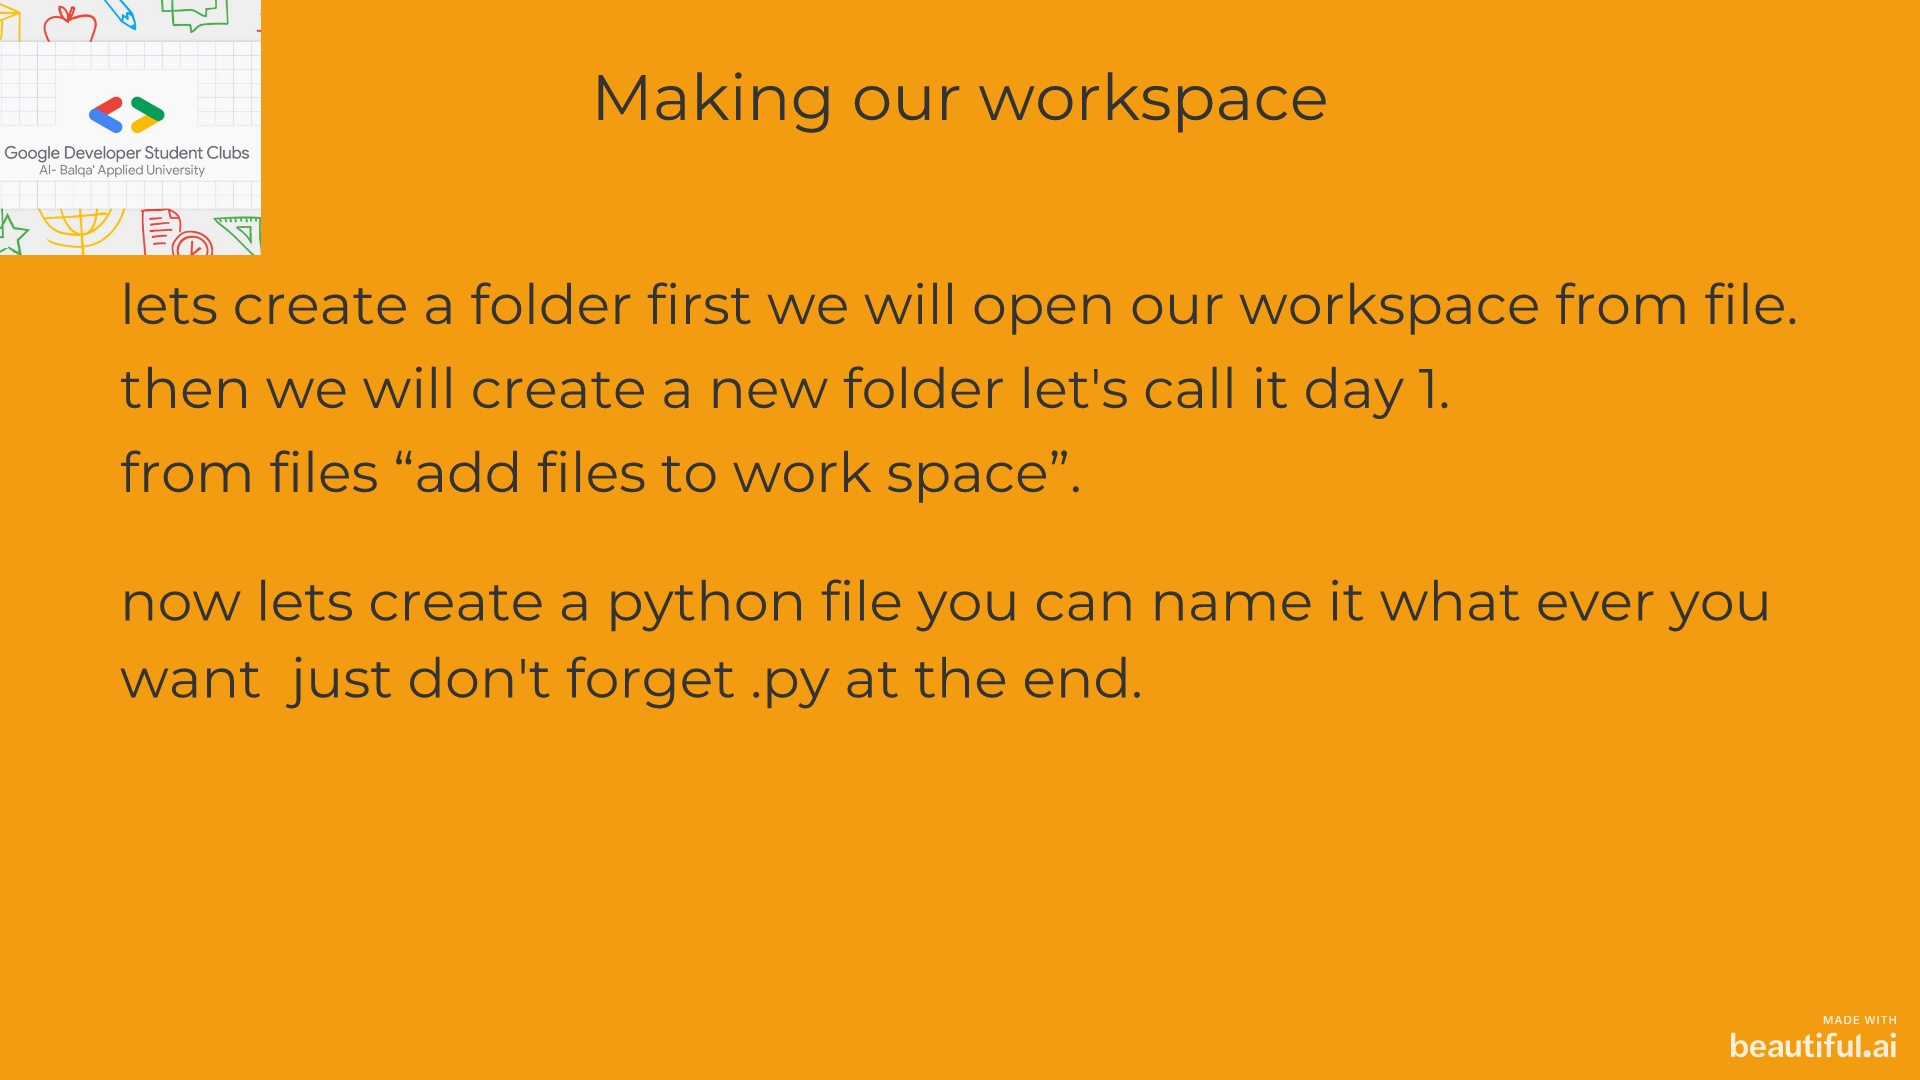 Google Developer Student Clubs
Al- Balqa' Applied University
Making our workspace
lets create a folder first we will open our workspace from file.
then we will create a new folder let's call it day 1.
from files “add files to work space”.
now lets create a python file you can name it what ever you
want  just don't forget .py at the end.
MADE WITH
beautiful.ai